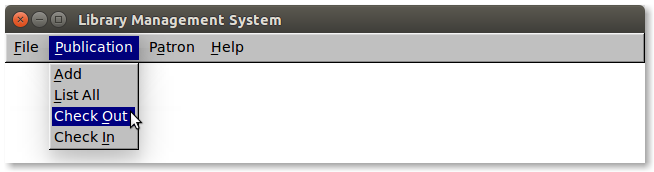 Library Management System
File Publication Patron Help
Add
List All
Check Out
Check In